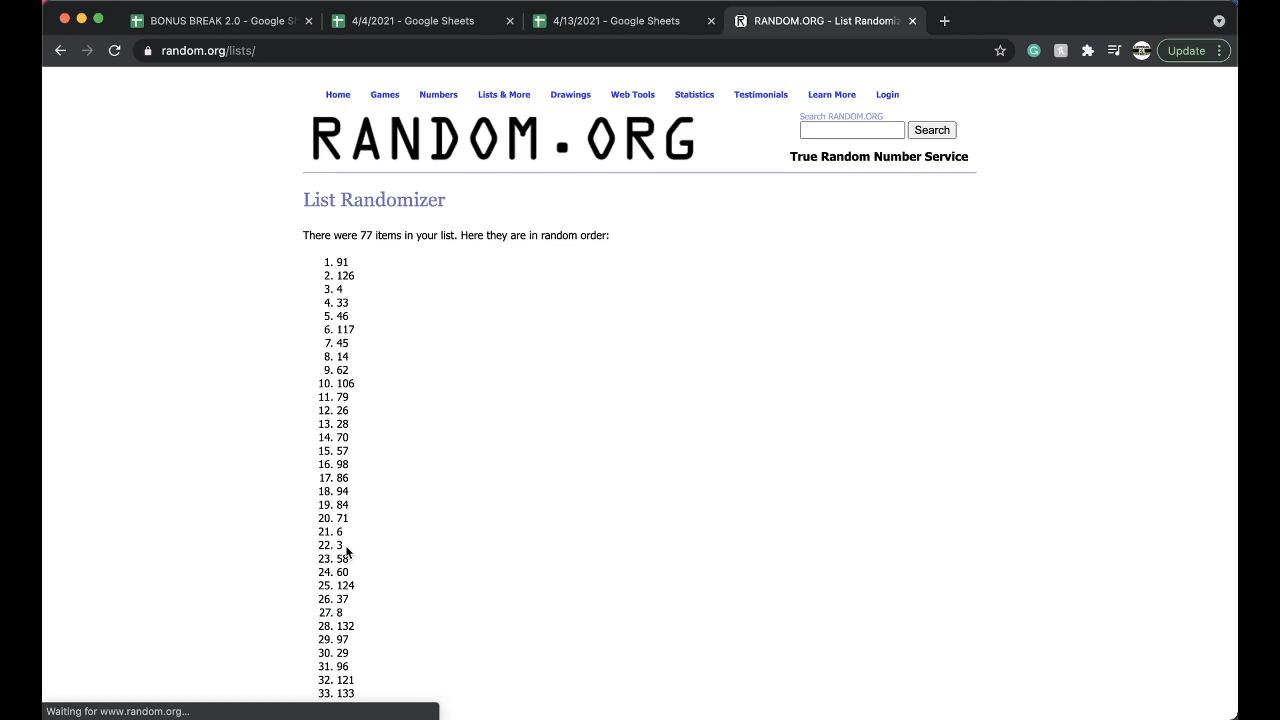 BONUS BREAK 2.0 - Google S
4/4/2021 - Google Sheets
4/13/2021 - Google Sheets
RANDOM.ORG - List Randomiz
random.org/lists/
Update
Home Games Numbers Lists & More Drawings Web Tools Statistics Testimonials Learn More Login
RANDOM.ORG
Search RANDOM.ORG
Search
True Random Number Service
List Randomizer
There were 77 items in your list. Here they are in random order:
1. 91
2. 126
3. 4
4. 33
5. 46
6. 117
7. 45
8. 14
9. 62
10. 106
11. 79
12. 26
13. 28
14. 70
15. 57
16. 98
17. 86
18. 94
19. 84
20. 71
21. 6
22. 3
23. 58
24. 60
25. 124
26. 37
27. 8
28. 132
29. 97
30. 29
31. 96
32. 121
33. 133
Waiting for www.random.org...